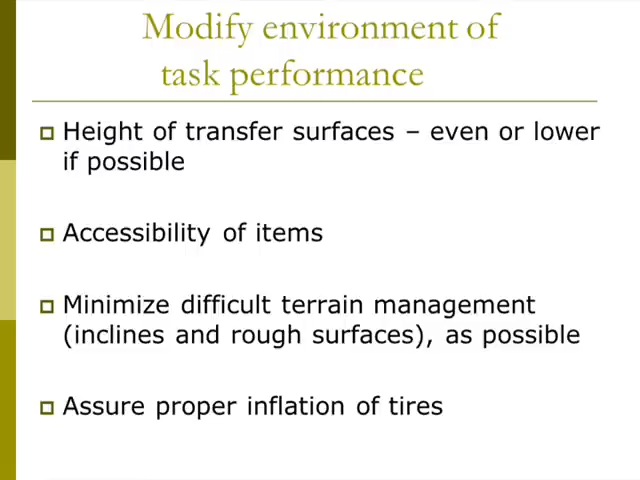 Modify environment of
task performance
Height of transfer surfaces – even or lower
if possible
Accessibility of items
Minimize difficult terrain management
(inclines and rough surfaces), as possible
Assure proper inflation of tires